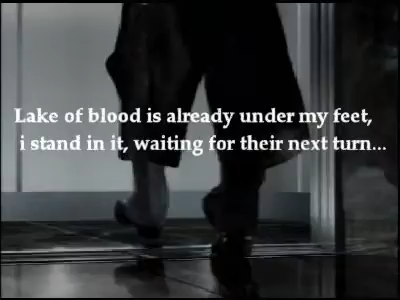 Lake of blood is already under my feet,
i stand in it, waiting for their next turn...